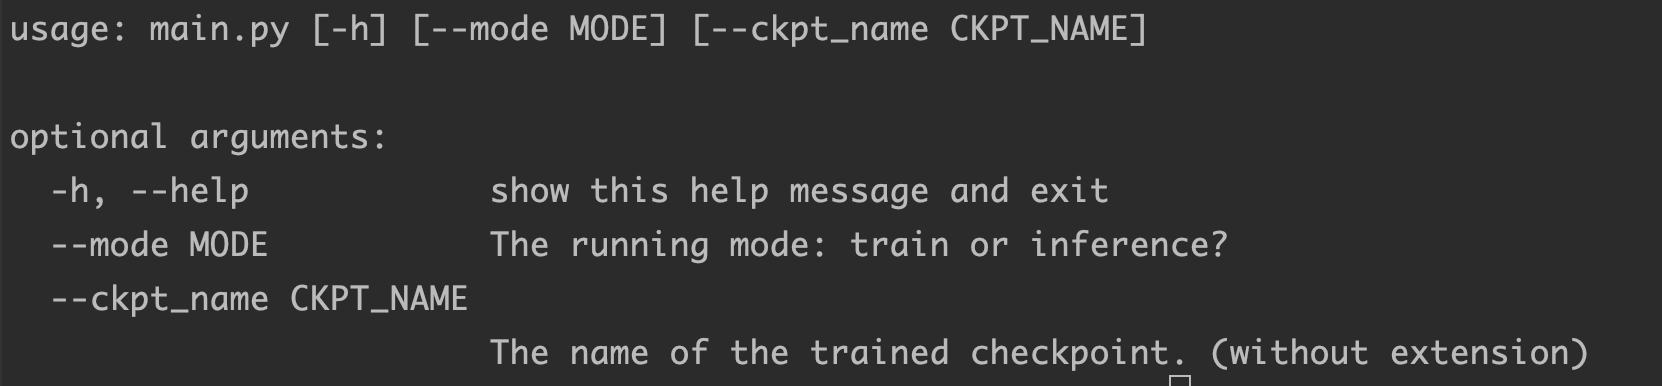 usage: main.py [-h] [--mode MODE] [--ckpt_name CKPT_NAME]
optional arguments:
-h, --help show this help message and exit
--mode MODE The running mode: train or inference?
--ckpt_name CKPT_NAME
The name of the trained checkpoint. (without extension)